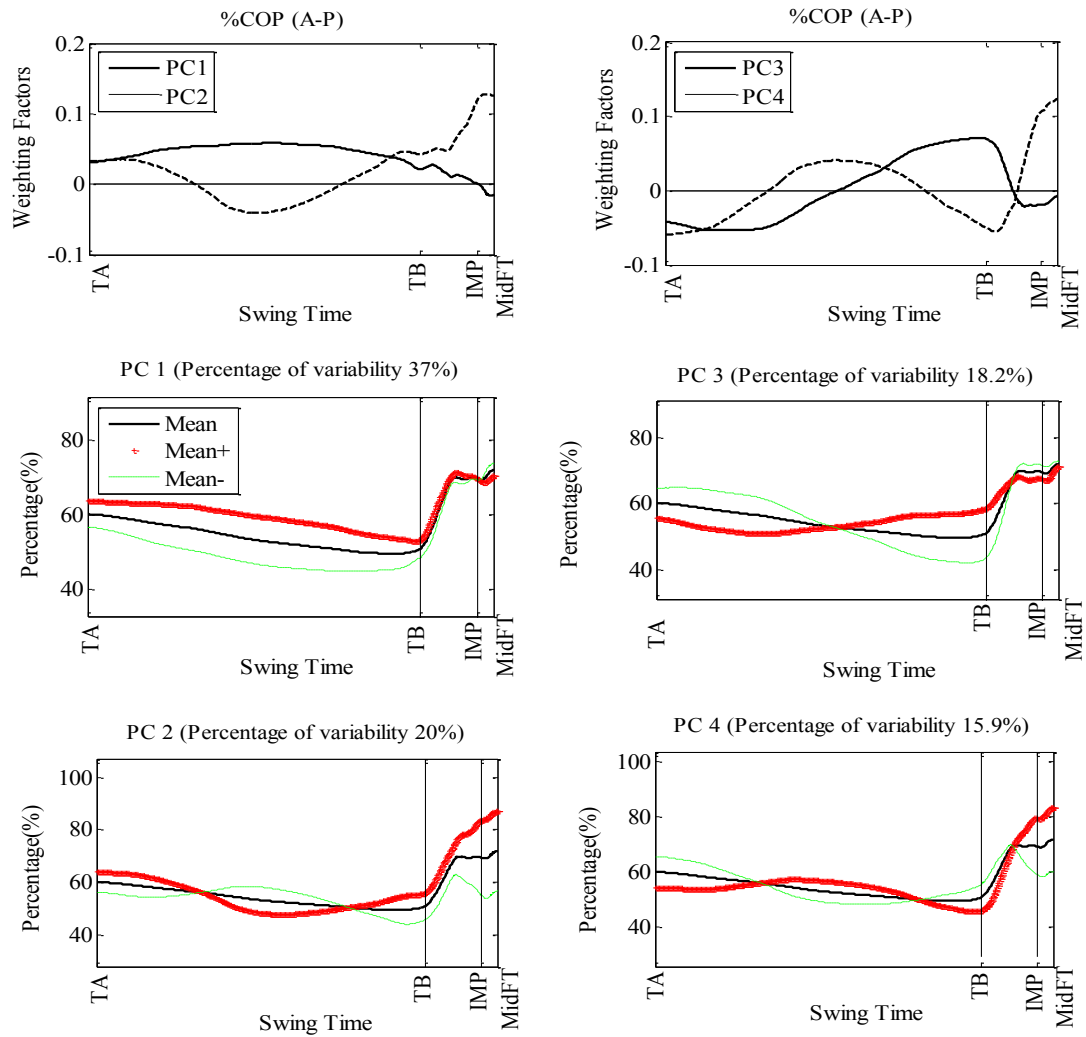 %COP (A-P)
0.2
0.1
0
-0.1
Weighting Factors
PC1
PC2
TA
TB
IMP
MidFT
Swing Time
%COP (A-P)
0.2
0.1
0
-0.1
Weighting Factors
PC3
PC4
TA
TB
IMP
MidFT
Swing Time
PC 1 (Percentage of variability 37%)
80
60
40
Percentage(%)
Mean
Mean+
Mean-
TA
TB
IMP
MidFT
Swing Time
PC 3 (Percentage of variability 18.2%)
80
60
40
Percentage(%)
TA
TB
IMP
MidFT
Swing Time
PC 2 (Percentage of variability 20%)
100
80
60
40
Percentage(%)
TA
TB
IMP
MidFT
Swing Time
PC 4 (Percentage of variability 15.9%)
100
80
60
40
Percentage(%)
TA
TB
IMP
MidFT
Swing Time